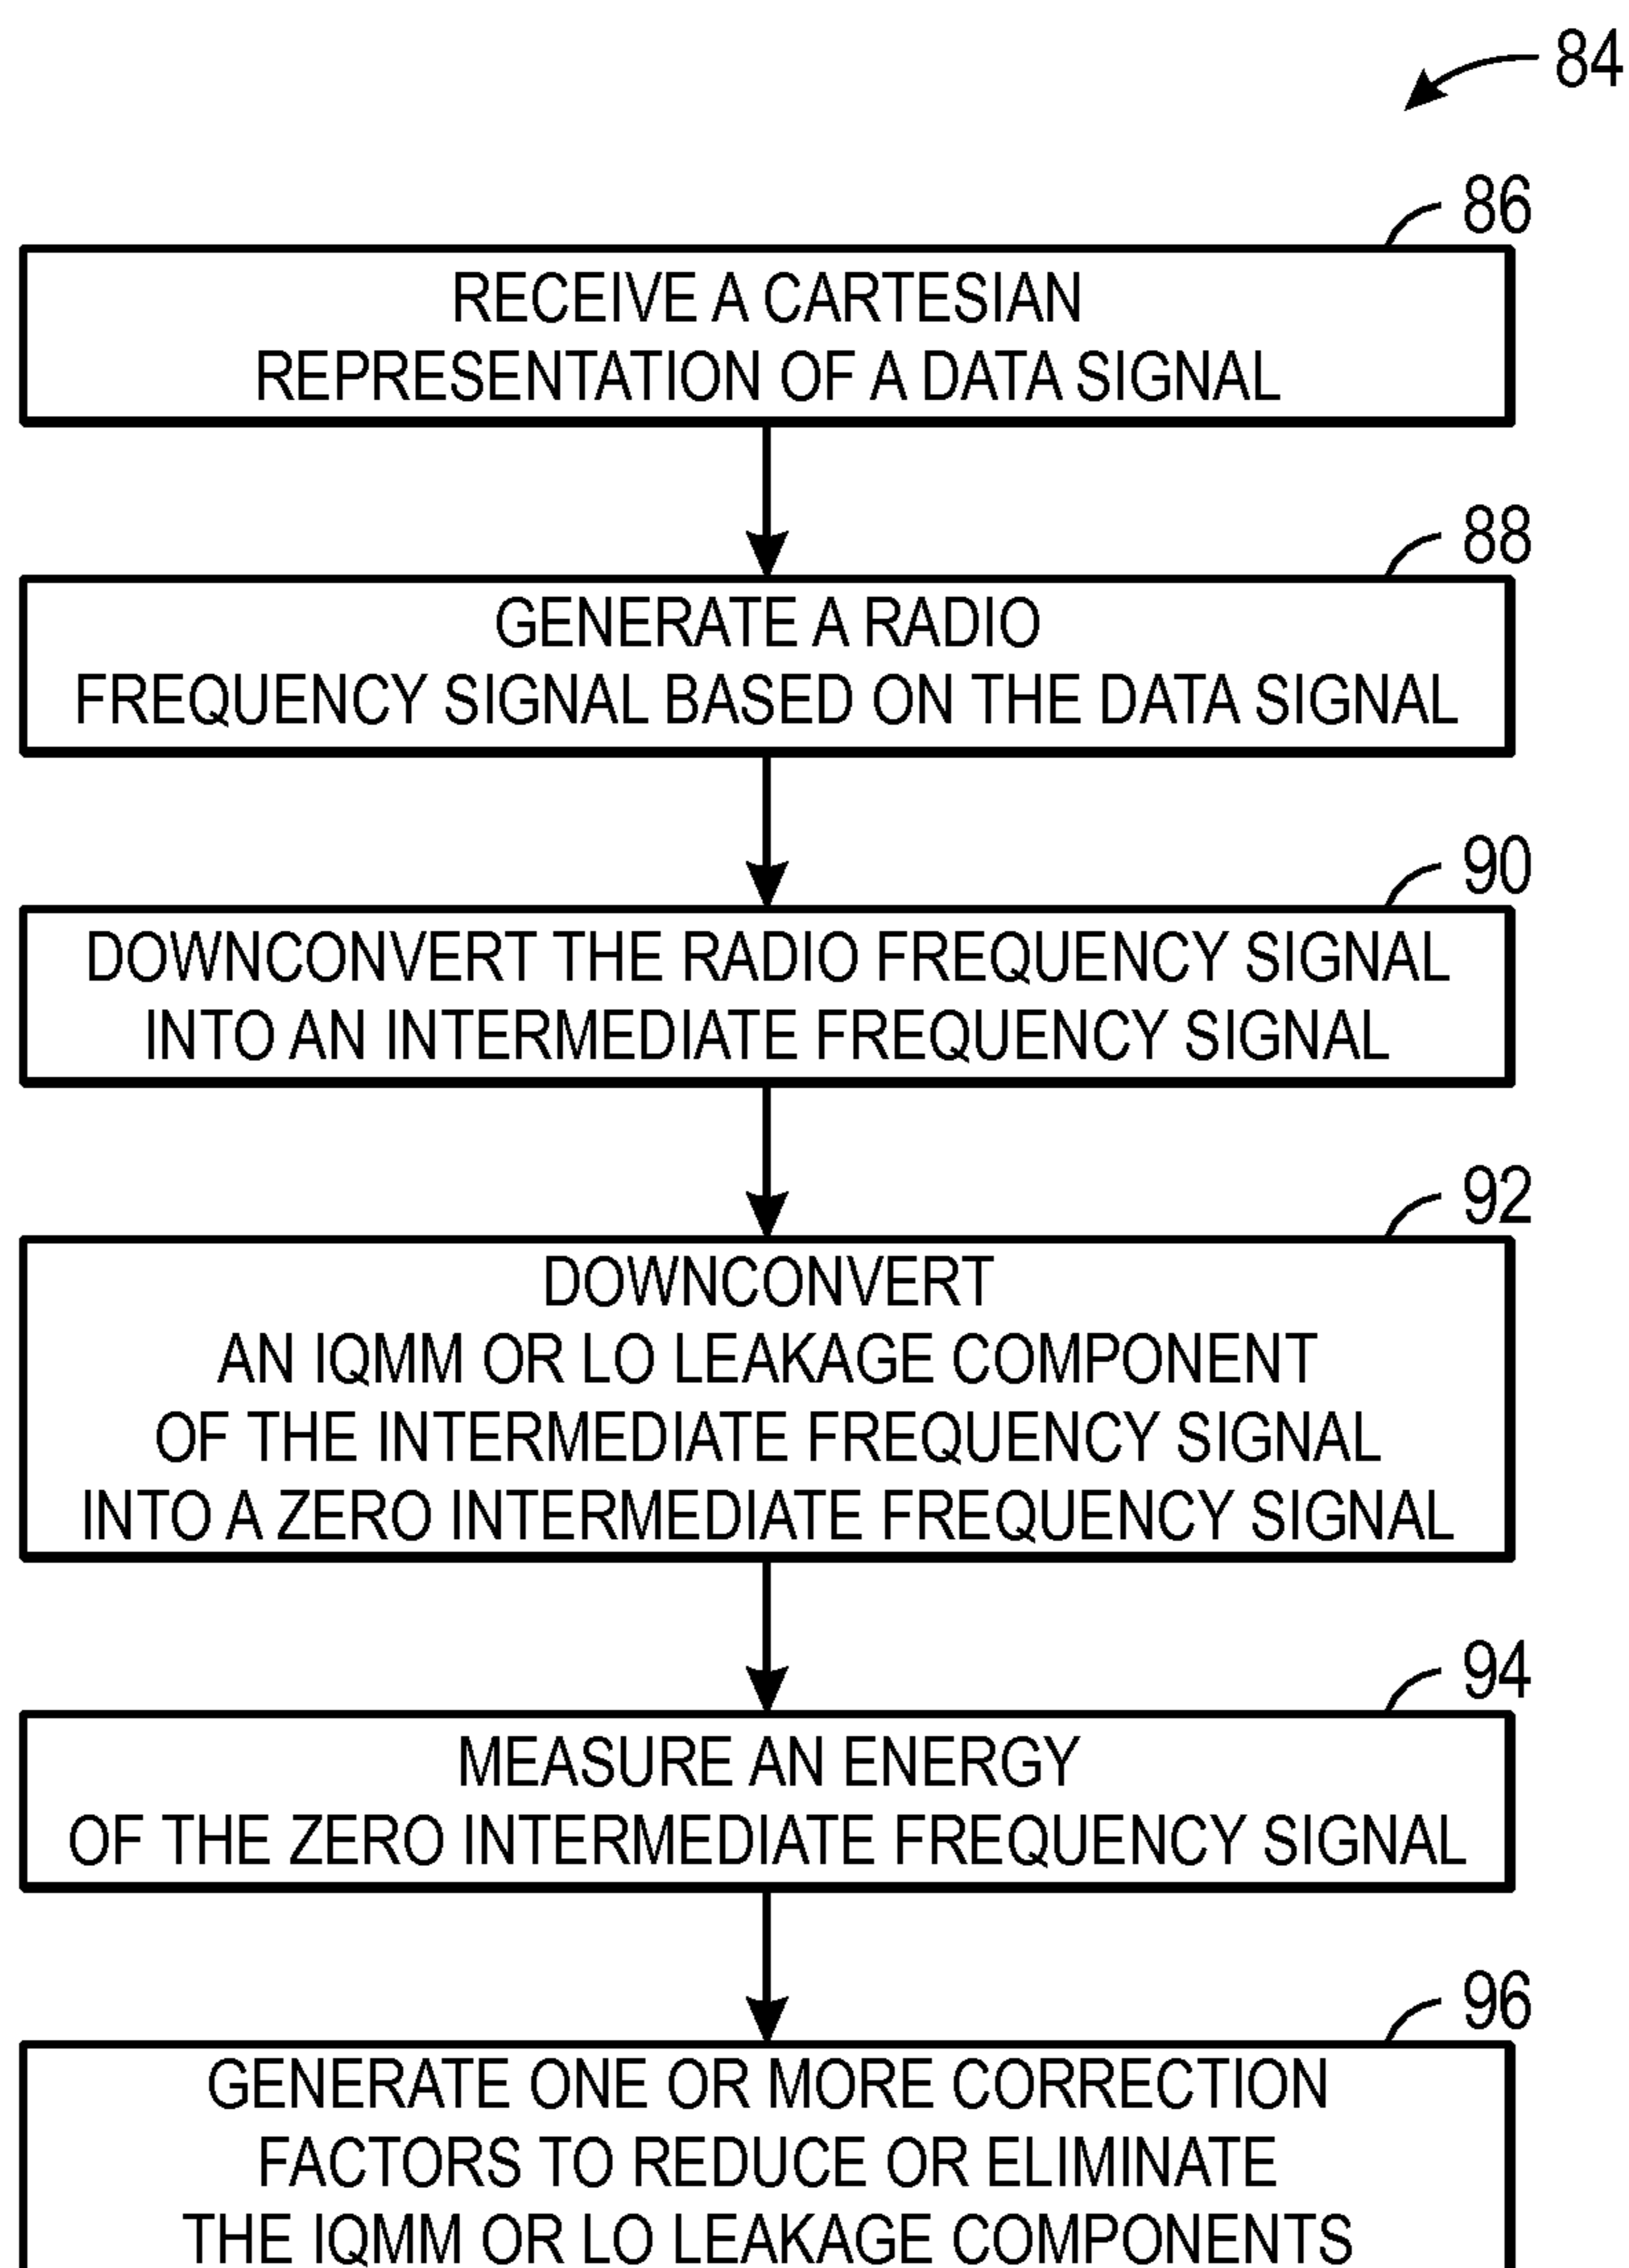 84
86
RECEIVE A CARTESIAN
REPRESENTATION OF A DATA SIGNAL
88
GENERATE A RADIO
FREQUENCY SIGNAL BASED ON THE DATA SIGNAL
90
DOWNCONVERT THE RADIO FREQUENCY SIGNAL
INTO AN INTERMEDIATE FREQUENCY SIGNAL
92
DOWNCONVERT
AN IQMM OR LO LEAKAGE COMPONENT
OF THE INTERMEDIATE FREQUENCY SIGNAL
INTO A ZERO INTERMEDIATE FREQUENCY SIGNAL
94
MEASURE AN ENERGY
OF THE ZERO INTERMEDIATE FREQUENCY SIGNAL
96
GENERATE ONE OR MORE CORRECTION
FACTORS TO REDUCE OR ELIMINATE
THE IQMM OR LO LEAKAGE COMPONENTS